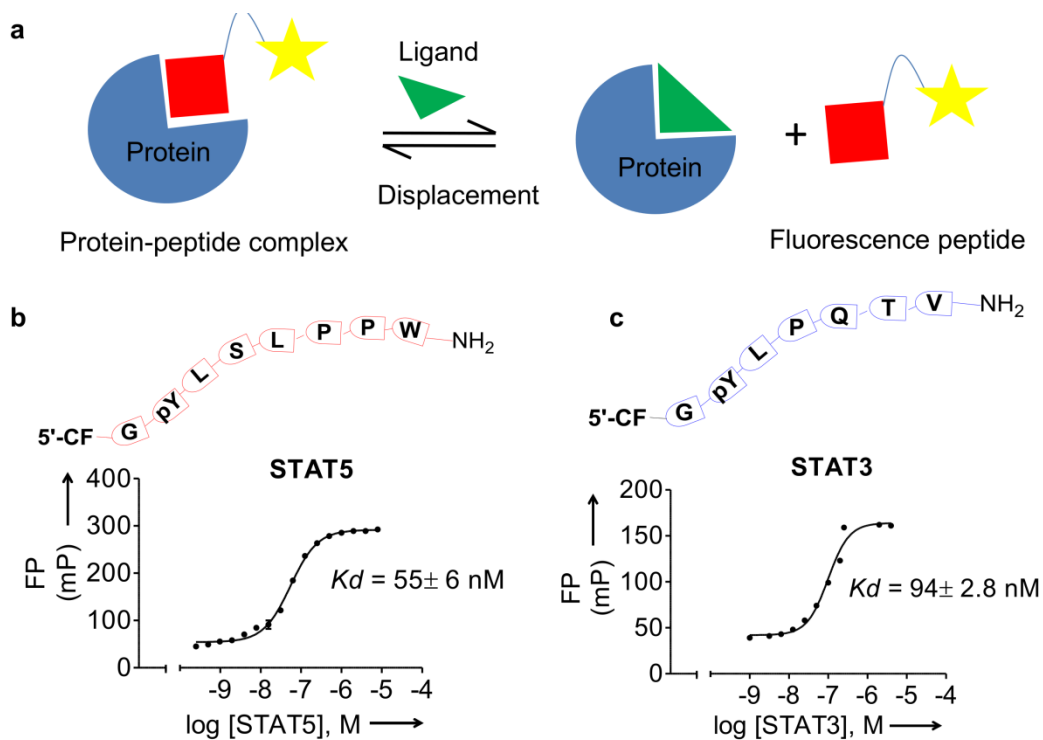 a
Ligand
Protein
Displacement
Protein
+
Protein-peptide complex
Fluorescence peptide
b
5'-CF G pY L S L P P W NH2
STAT5
400
300
200
100
0
FP
(mP)
Kd = 55± 6 nM
-9 -8 -7 -6 -5 -4
log [STAT5], M
c
5'-CF G pY L P Q T V NH2
STAT3
200
150
100
50
0
FP
(mP)
Kd = 94± 2.8 nM
-10 -9 -8 -7 -6 -5 -4
log [STAT3], M